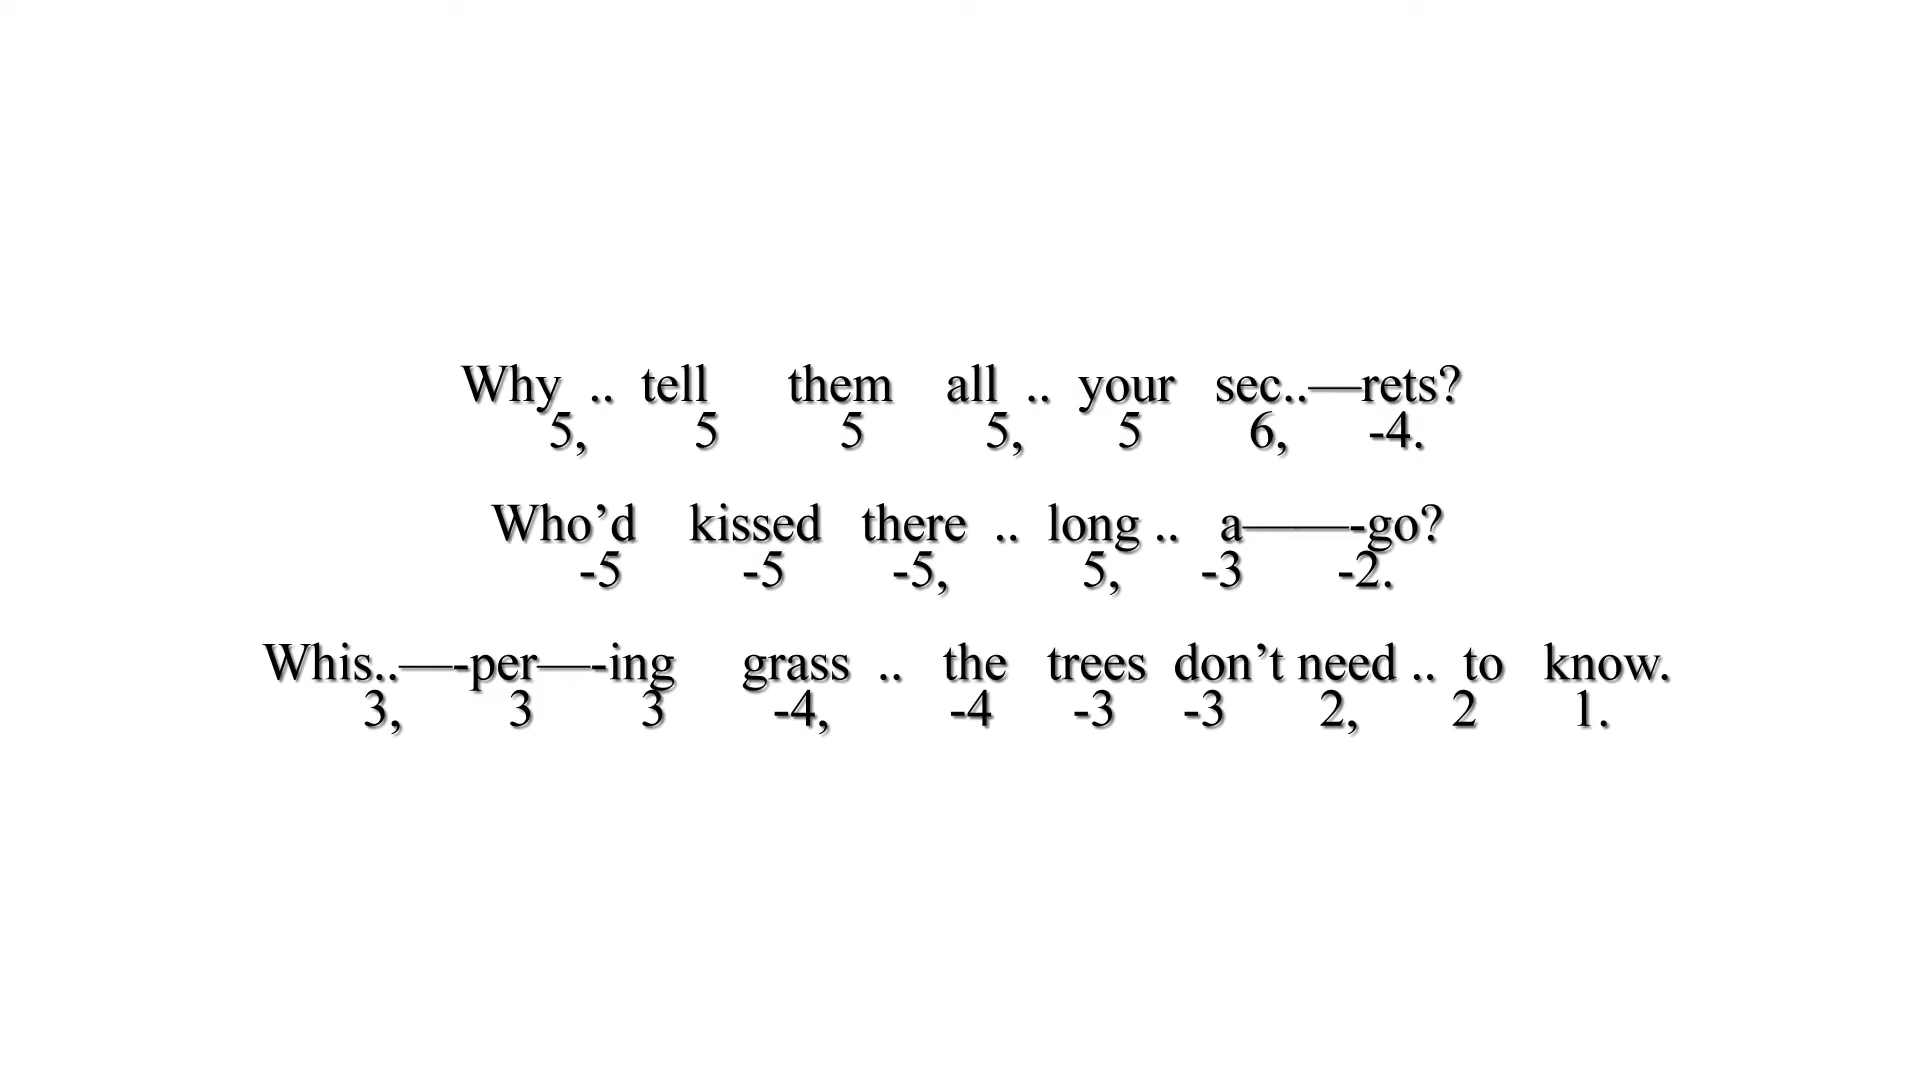 Why .. tell them all .. your sec..—rets?
5, 5 5 5, 5 6, -4.
Who’d kissed there .. long .. a——-go?
-5 -5 -5, 5, -3 -2.
Whis..—-per—-ing grass .. the trees don’t need .. to know.
3, 3 3 -4, -4 -3 -3 2, 2 1.